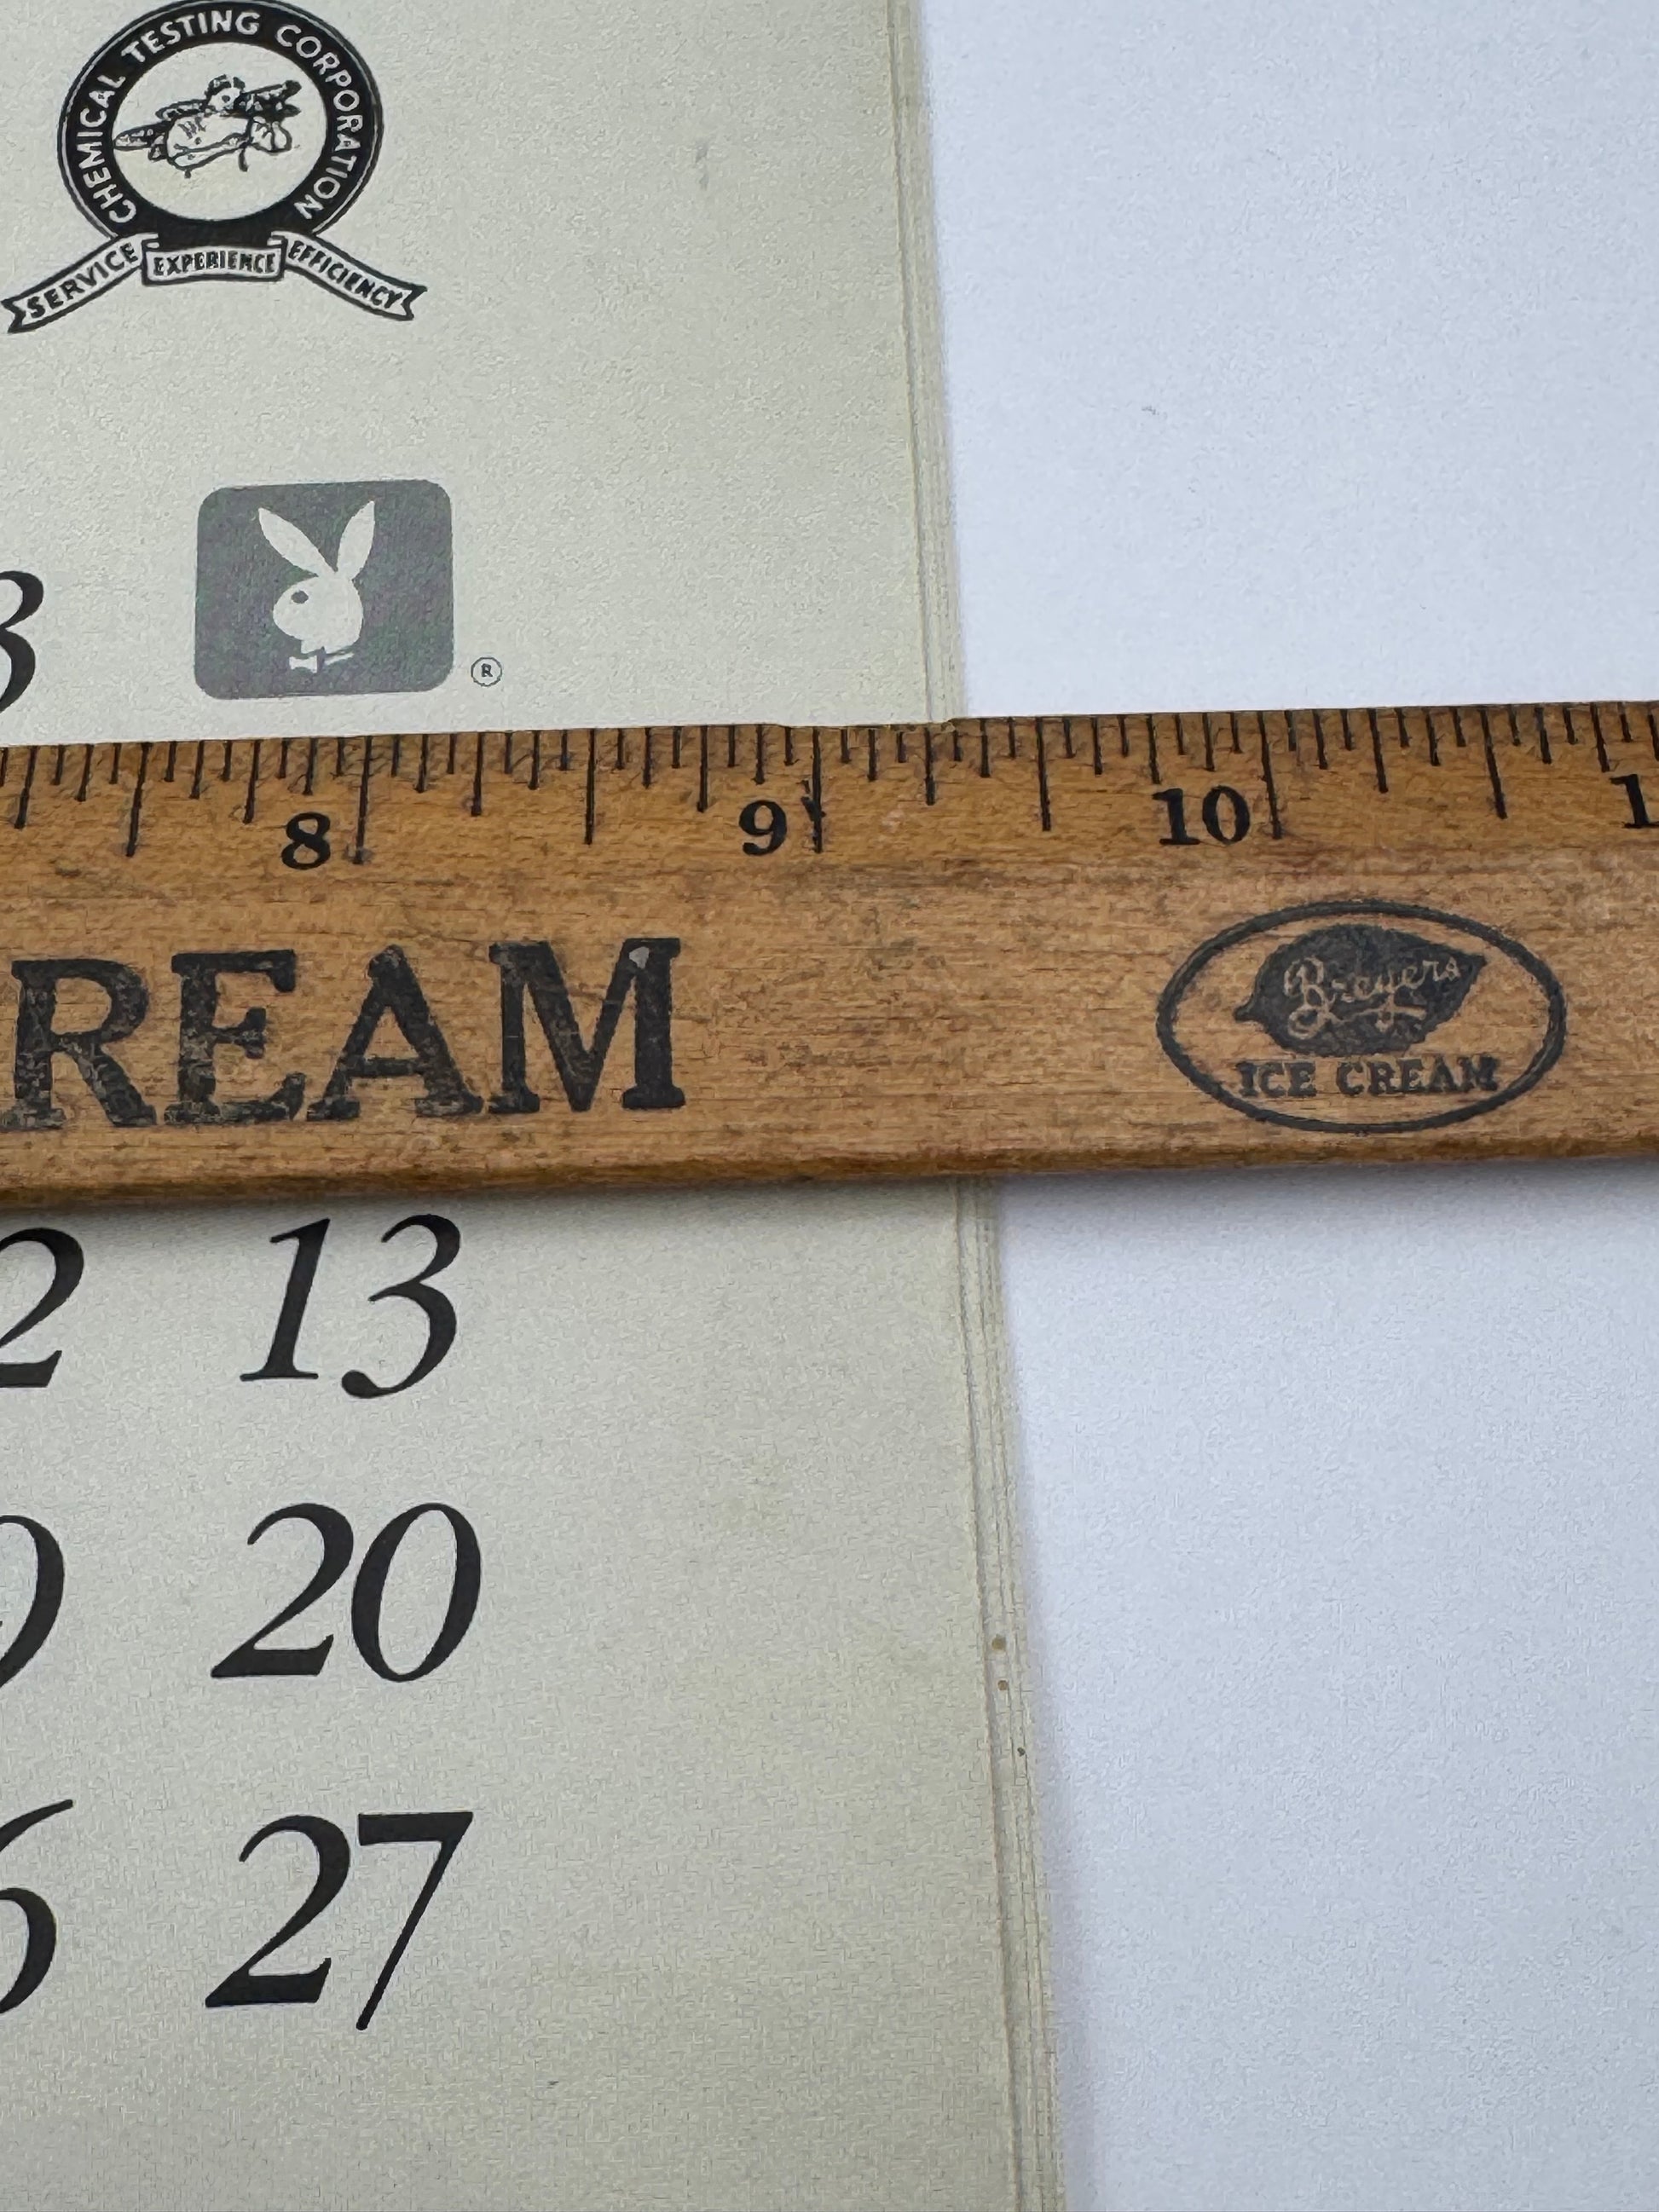 CHEMICAL TESTING CORPORATION
SERVICE EXPERIENCE EFFICIENCY
3
®
8 9 10 1
REAM
Breyers
ICE CREAM
2 13
20
6 27